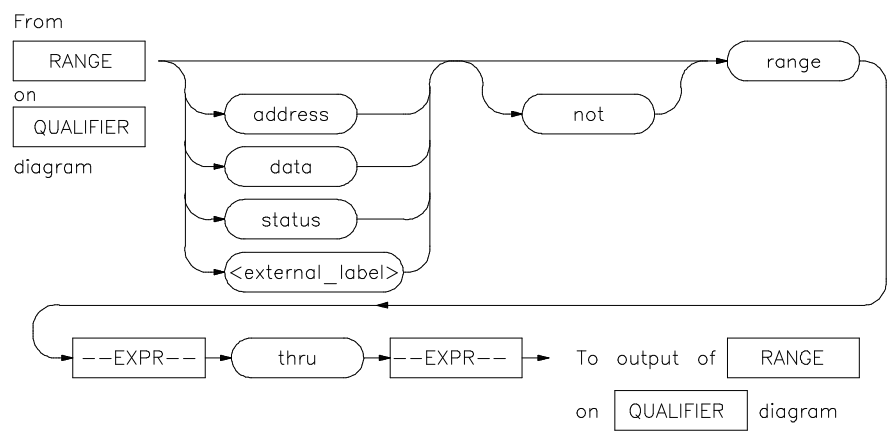 From
RANGE
range
on
address
not
QUALIFIER
data
diagram
status
<external_label>
--EXPR--
thru
--EXPR--
To output of
RANGE
on
QUALIFIER
diagram